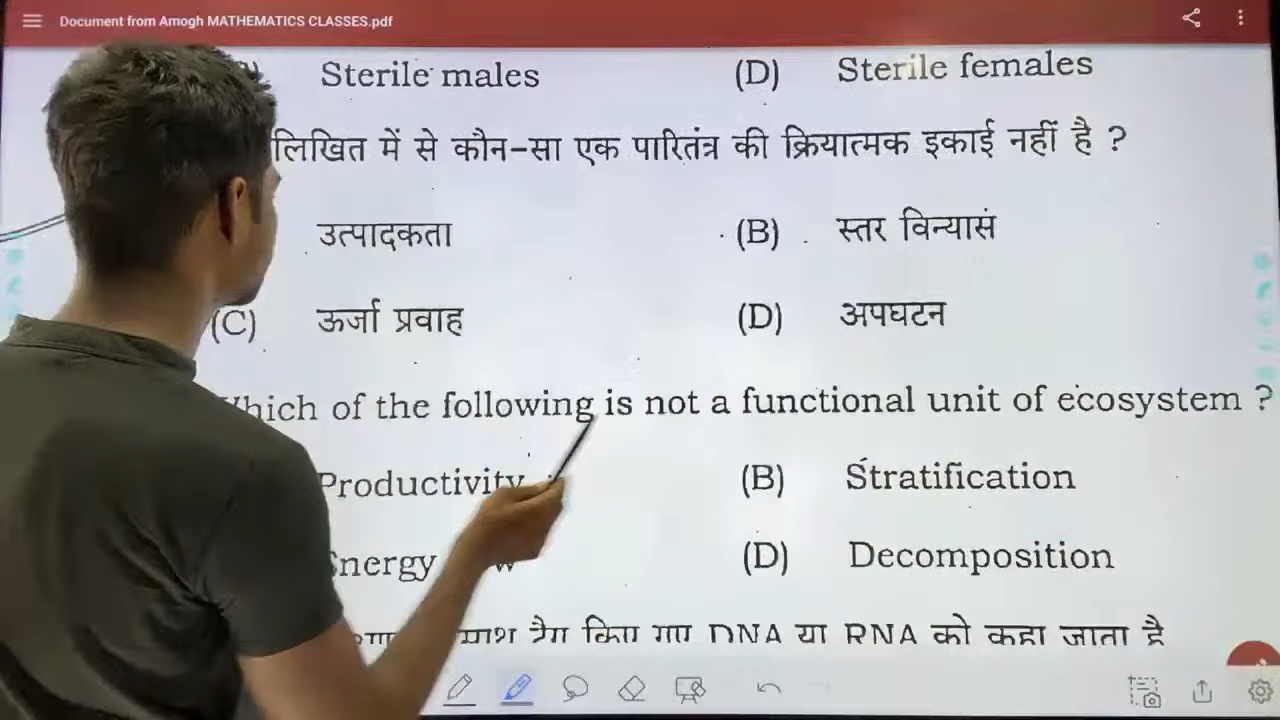 Document from Amogh MATHEMATICS CLASSES.pdf
Sterile males (D) Sterile females
लिखित में से कौन-सा एक पारितंत्र की क्रियात्मक इकाई नहीं है ?
उत्पादकता (B) स्तर विन्यासं
(C) ऊर्जा प्रवाह (D) अपघटन
Which of the following is not a functional unit of ecosystem ?
Productivity (B) Stratification
Energy (D) Decomposition
किए गए DNA या RNA को कहा जाता है